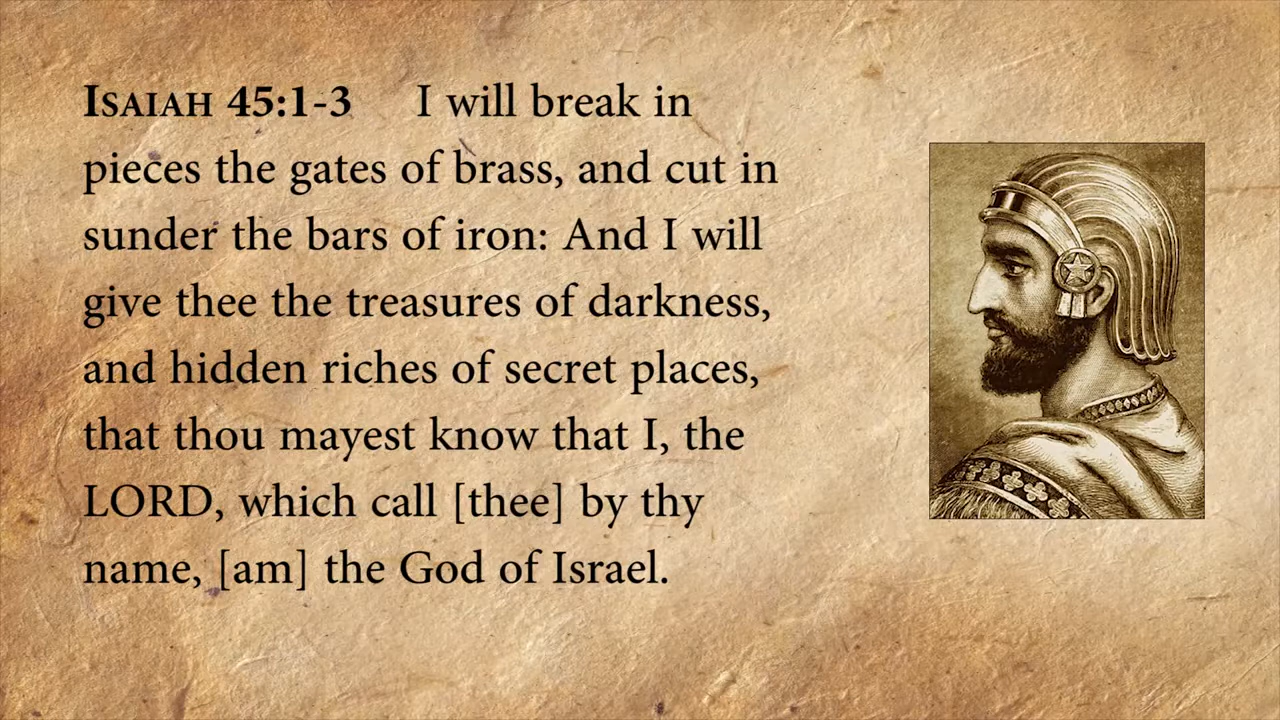 Isaiah 45:1-3 I will break in
pieces the gates of brass, and cut in
sunder the bars of iron: And I will
give thee the treasures of darkness,
and hidden riches of secret places,
that thou mayest know that I, the
LORD, which call [thee] by thy
name, [am] the God of Israel.